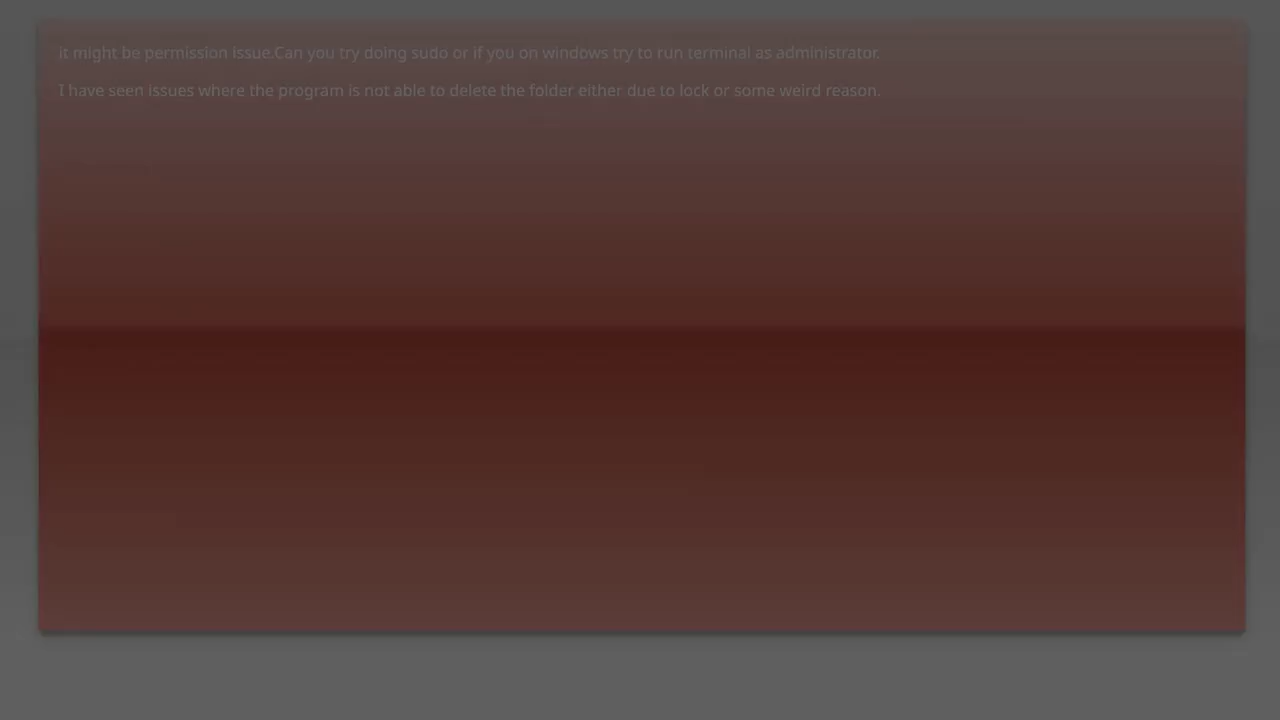 it might be permission issue.Can you try doing sudo or if you on windows try to run terminal as administrator.
I have seen issues where the program is not able to delete the folder either due to lock or some weird reason.